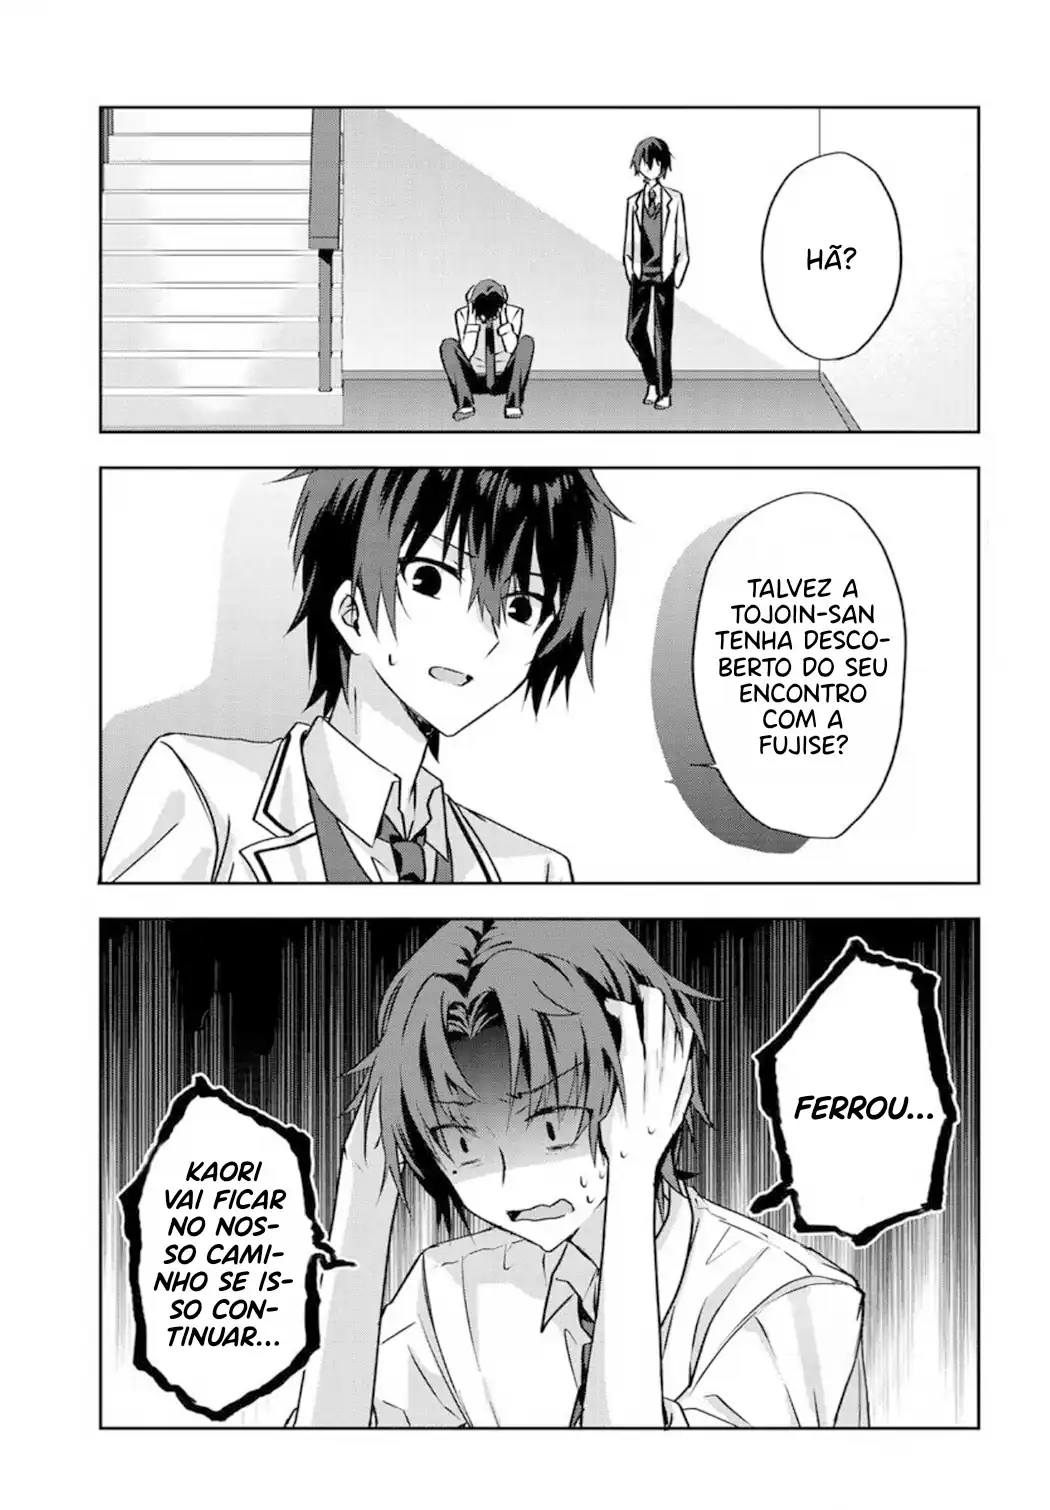 HÃ?
TALVEZ A
TOJOIN-SAN
TENHA DESCO-
BERTO DO SEU
ENCONTRO
COM A
FUJISE?
FERROU...
KAORI
VAI FICAR
NO NOS-
SO CAMI-
NHO SE IS-
SO CON-
TINUAR...